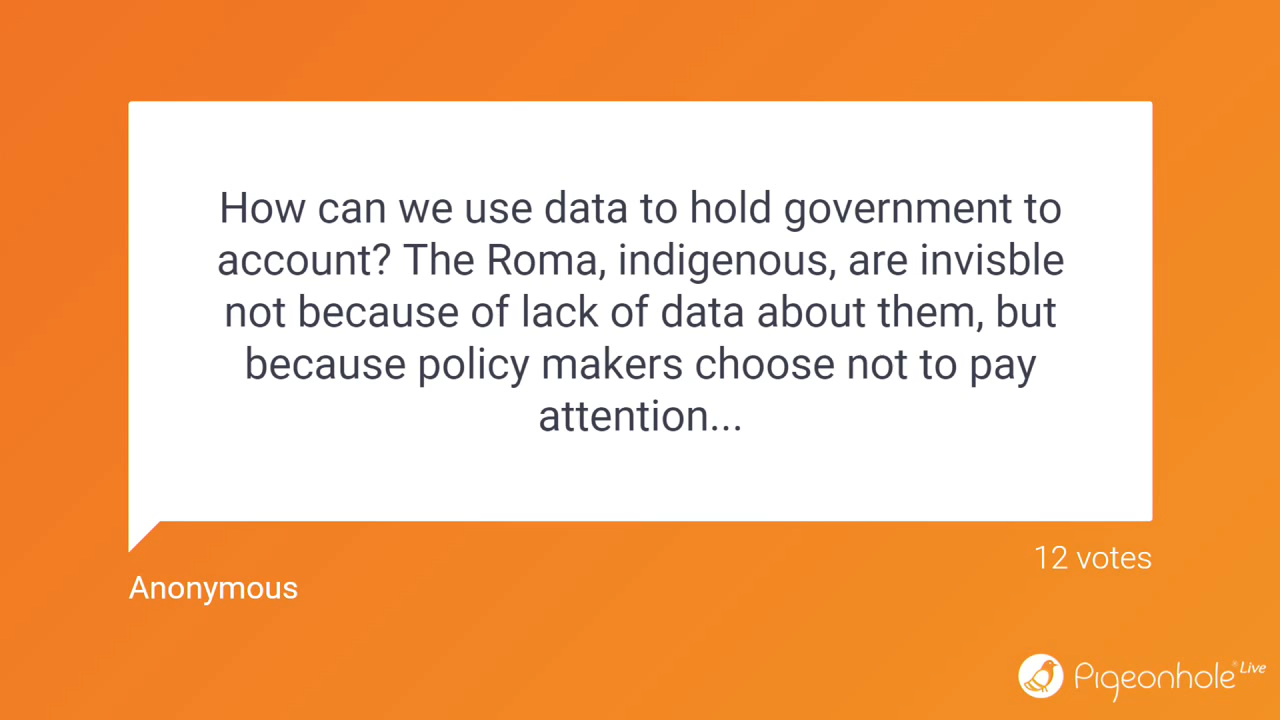 How can we use data to hold government to
account? The Roma, indigenous, are invisble
not because of lack of data about them, but
because policy makers choose not to pay
attention...
12 votes
Anonymous
Pigeonhole® Live